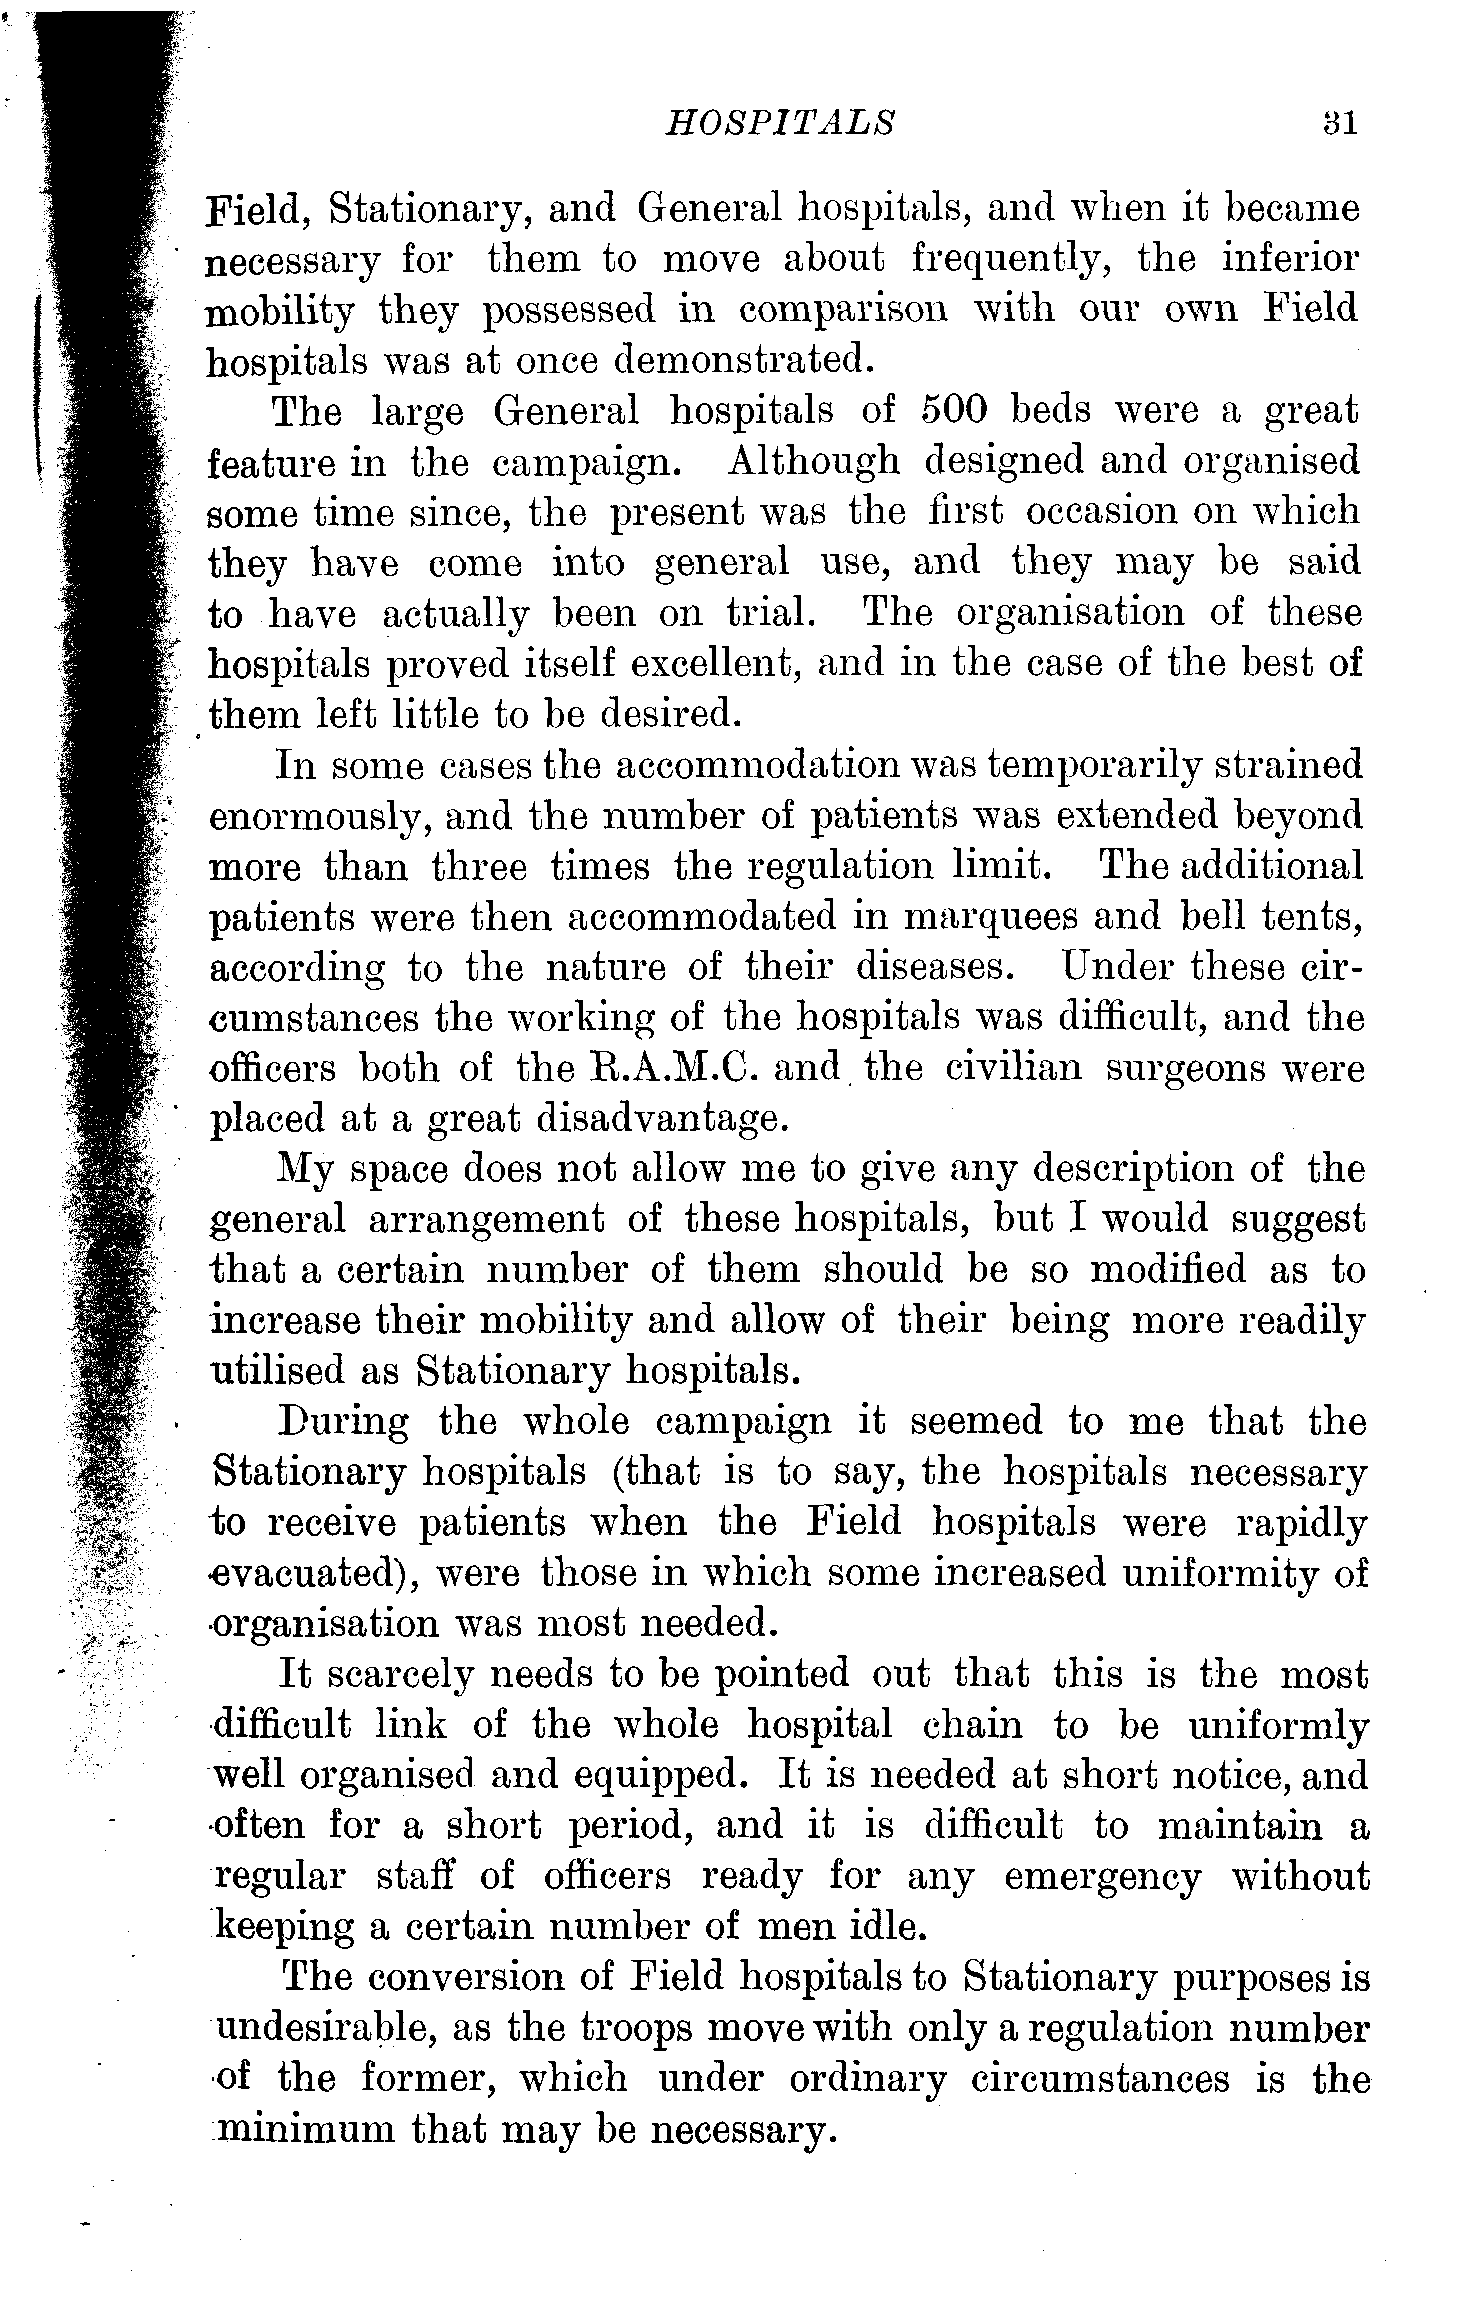 HOSPITALS 31
Field, Stationary, and General hospitals, and when it became
necessary for them to move about frequently, the inferior
mobility they possessed in comparison with our own Field
hospitals was at once demonstrated.
The large General hospitals of 500 beds were a great
feature in the campaign. Although designed and organised
some time since, the present was the first occasion on which
they have come into general use, and they may be said
to have actually been on trial. The organisation of these
hospitals proved itself excellent, and in the case of the best of
them left little to be desired.
In some cases the accommodation was temporarily strained
enormously, and the number of patients was extended beyond
more than three times the regulation limit. The additional
patients were then accommodated in marquees and bell tents,
according to the nature of their diseases. Under these cir-
cumstances the working of the hospitals was difficult, and the
officers both of the R.A.M.C. and the civilian surgeons were
placed at a great disadvantage.
My space does not allow me to give any description of the
general arrangement of these hospitals, but I would suggest
that a certain number of them should be so modified as to
increase their mobility and allow of their being more readily
utilised as Stationary hospitals.
During the whole campaign it seemed to me that the
Stationary hospitals (that is to say, the hospitals necessary
to receive patients when the Field hospitals were rapidly
evacuated), were those in which some increased uniformity of
organisation was most needed.
It scarcely needs to be pointed out that this is the most
difficult link of the whole hospital chain to be uniformly
well organised and equipped. It is needed at short notice, and
often for a short period, and it is difficult to maintain a
regular staff of officers ready for any emergency without
keeping a certain number of men idle.
The conversion of Field hospitals to Stationary purposes is
undesirable, as the troops move with only a regulation number
of the former, which under ordinary circumstances is the
minimum that may be necessary.